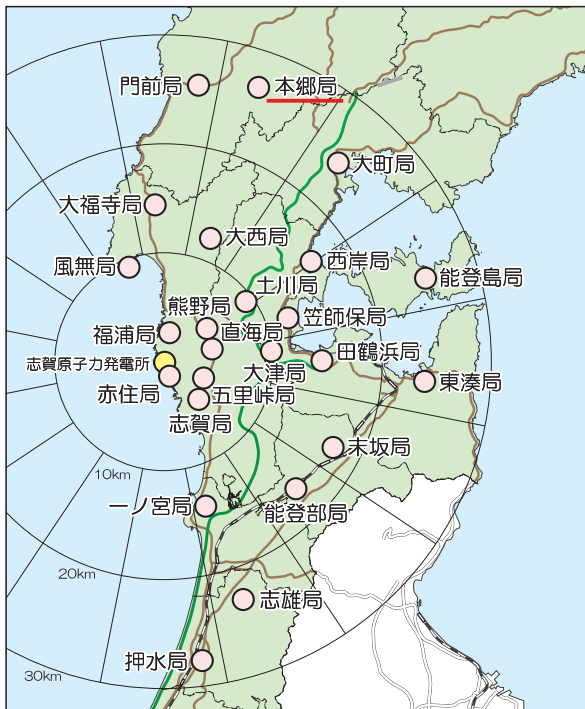 門前局
本郷局
大町局
大福寺局
大西局
風無局
西岸局
能登島局
土川局
熊野局
笠師保局
福浦局
直海局
志賀原子力発電所
田鶴浜局
大津局
赤住局
五里峠局
東湊局
志賀局
末坂局
10km
一ノ宮局
能登部局
20km
志雄局
押水局
30km